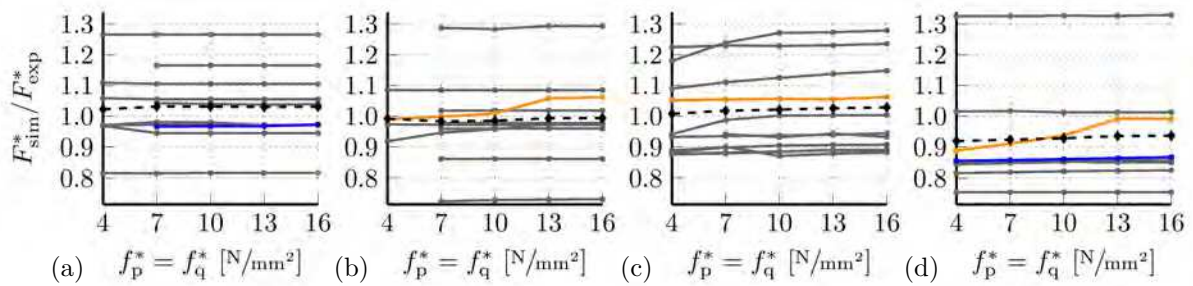 F*sim/F*exp
1.3
1.2
1.1
1.0
0.9
0.8
4 7 10 13 16
(a) f*p = f*q [N/mm²]
1.3
1.2
1.1
1.0
0.9
0.8
4 7 10 13 16
(b) f*p = f*q [N/mm²]
1.3
1.2
1.1
1.0
0.9
0.8
4 7 10 13 16
(c) f*p = f*q [N/mm²]
1.3
1.2
1.1
1.0
0.9
0.8
4 7 10 13 16
(d) f*p = f*q [N/mm²]